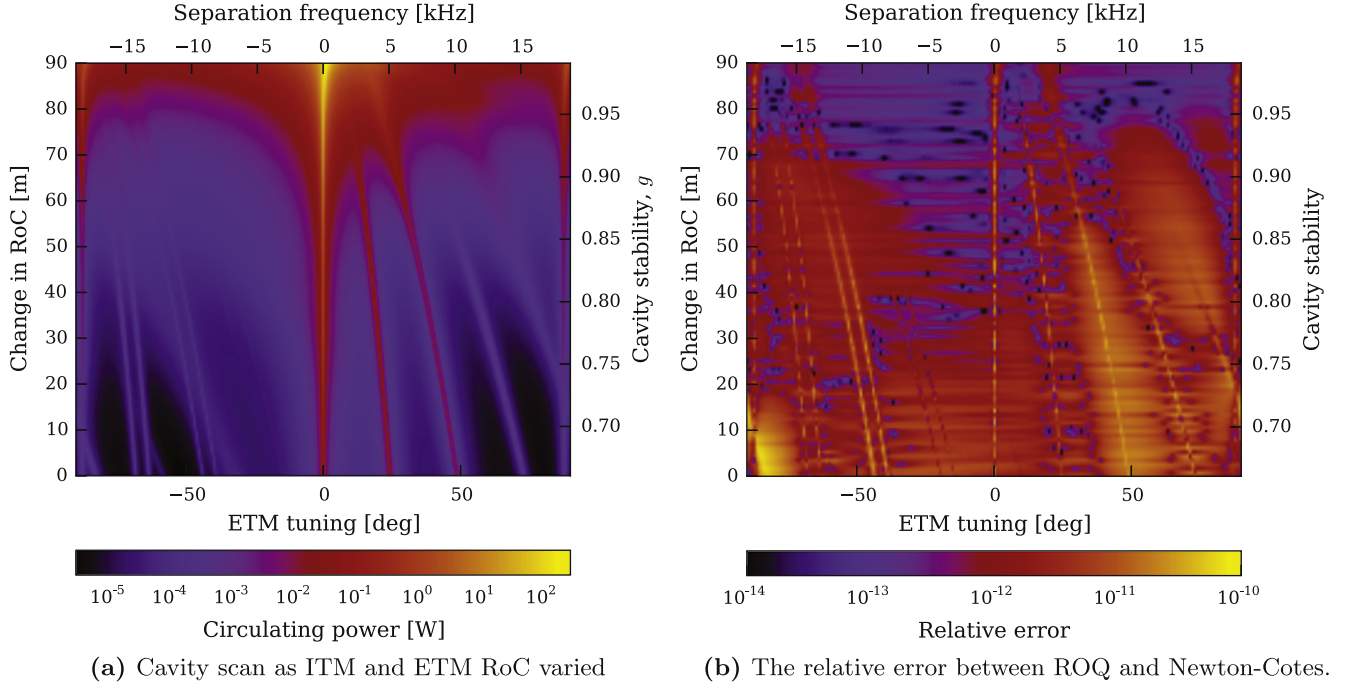 Separation frequency [kHz]
−15 −10 −5 0 5 10 15
90
80
70
60
50
40
30
20
10
0
Change in RoC [m]
0.95
0.90
0.85
0.80
0.75
0.70
Cavity stability, g
−50 0 50
ETM tuning [deg]
10-5 10-4 10-3 10-2 10-1 100 101 102
Circulating power [W]
(a) Cavity scan as ITM and ETM RoC varied
Separation frequency [kHz]
−15 −10 −5 0 5 10 15
90
80
70
60
50
40
30
20
10
0
Change in RoC [m]
0.95
0.90
0.85
0.80
0.75
0.70
Cavity stability
−50 0 50
ETM tuning [deg]
10-14 10-13 10-12 10-11 10-10
Relative error
(b) The relative error between ROQ and Newton-Cotes.